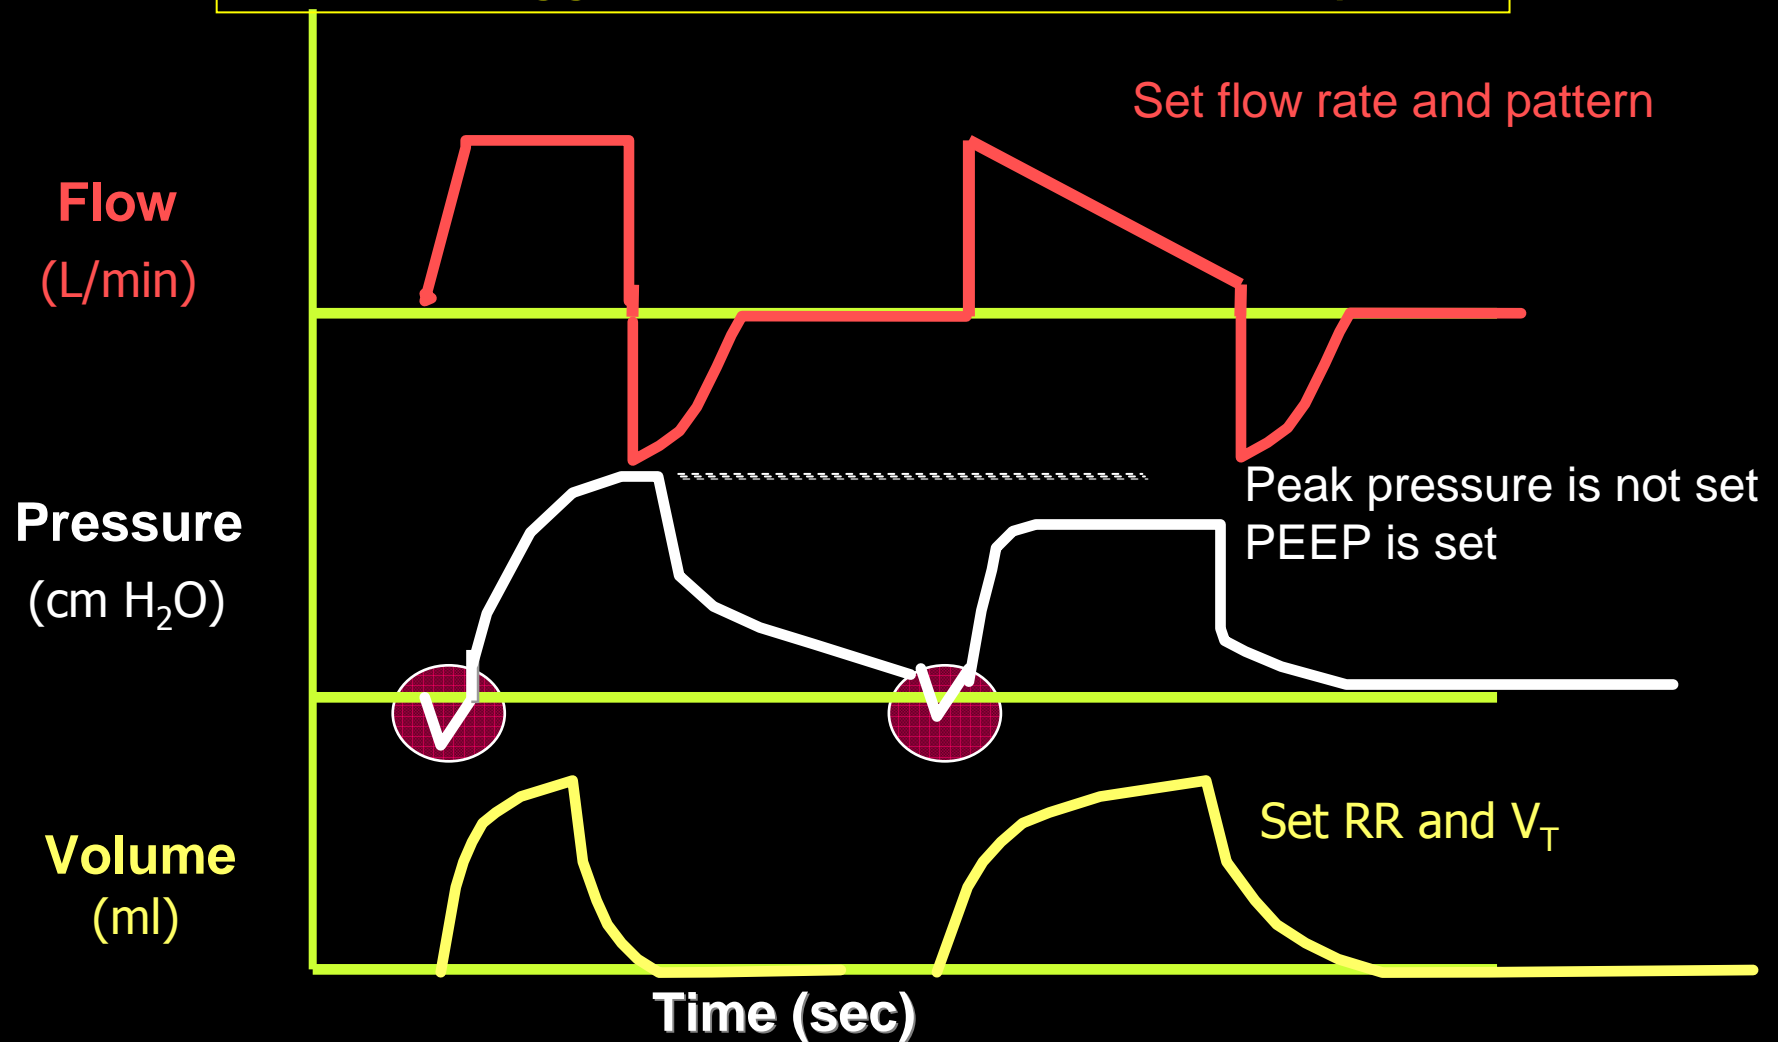 Set flow rate and pattern
Flow
(L/min)
Peak pressure is not set
PEEP is set
Pressure
(cm H₂O)
Set RR and V_T
Volume
(ml)
Time (sec)